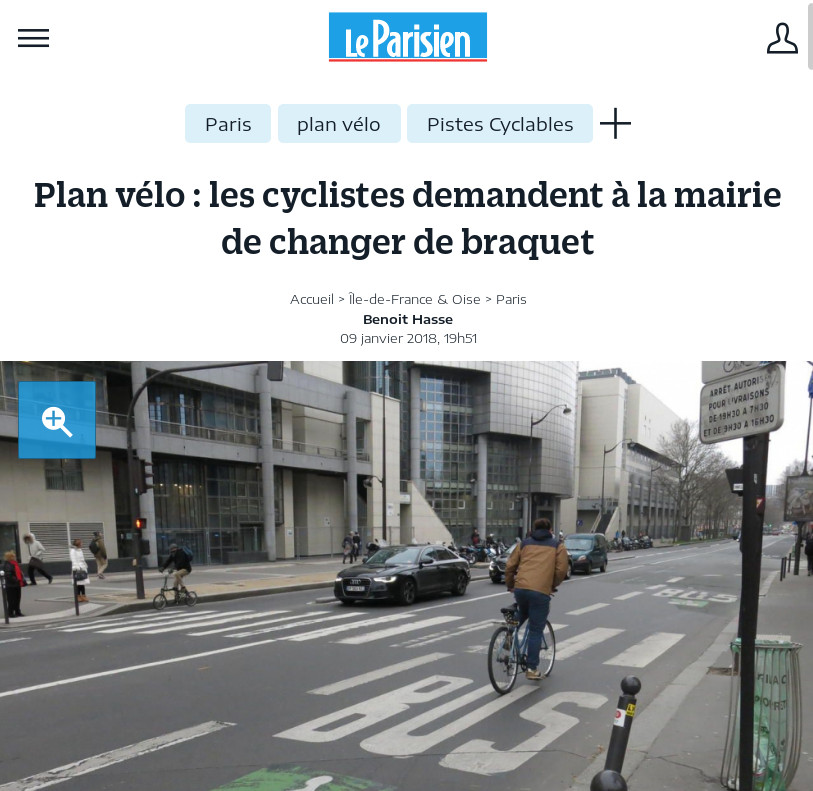 Le Parisien
Paris
plan vélo
Pistes Cyclables
Plan vélo : les cyclistes demandent à la mairie
de changer de braquet
Accueil > Île-de-France & Oise > Paris
Benoit Hasse
09 janvier 2018, 19h51
ARRÊT AUTORISÉ
POUR LIVRAISONS
DE 19H30 A 7H30
ET DE 9H30 A 16H30
BUS
BUS